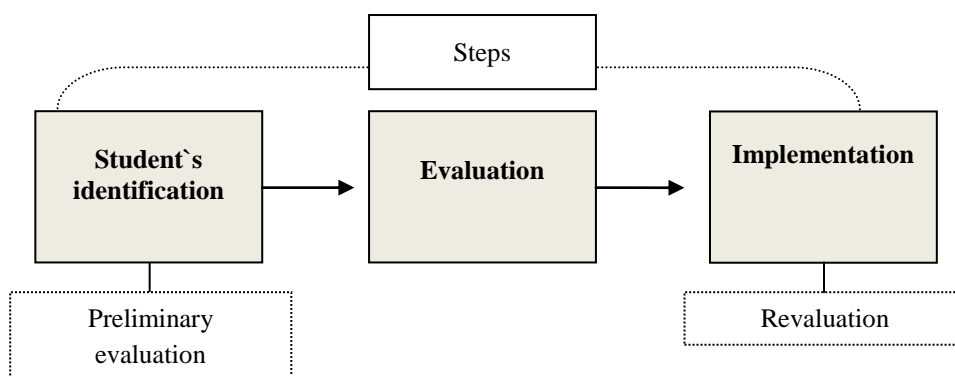 Steps
Student`s
identification
Evaluation
Implementation
Preliminary
evaluation
Revaluation